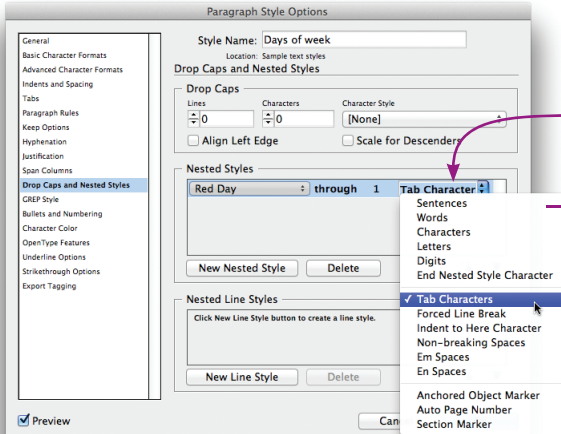 Paragraph Style Options
General
Basic Character Formats
Advanced Character Formats
Indents and Spacing
Tabs
Paragraph Rules
Keep Options
Hyphenation
Justification
Span Columns
Drop Caps and Nested Styles
GREP Style
Bullets and Numbering
Character Color
OpenType Features
Underline Options
Strikethrough Options
Export Tagging
Style Name: Days of week
Location: Sample text styles
Drop Caps and Nested Styles
Drop Caps
Lines Characters Character Style
0 0 [None]
Align Left Edge Scale for Descenders
Nested Styles
Red Day through 1 Tab Character
Sentences
Words
Characters
Letters
Digits
End Nested Style Character
✓ Tab Characters
Forced Line Break
Indent to Here Character
Non-breaking Spaces
Em Spaces
En Spaces
Anchored Object Marker
Auto Page Number
Section Marker
New Nested Style Delete
Nested Line Styles
Click New Line Style button to create a line style.
New Line Style Delete
Preview